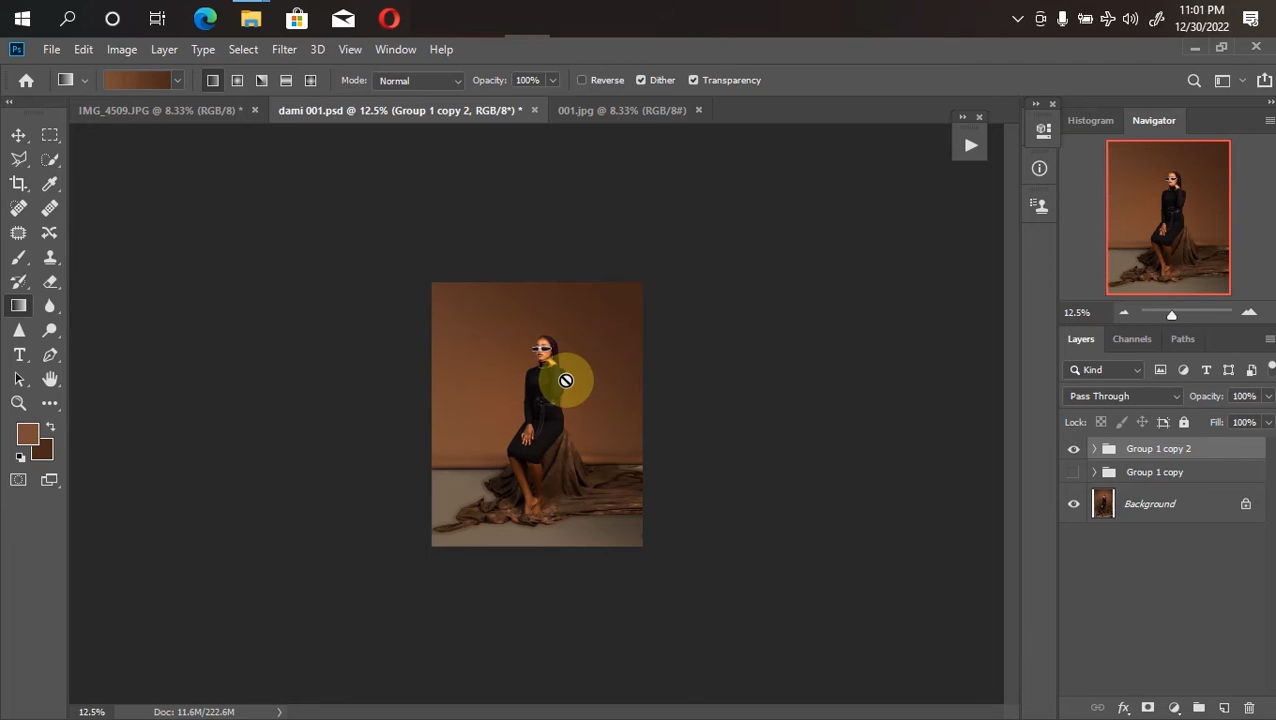 11:01 PM
12/30/2022
Ps File Edit Image Layer Type Select Filter 3D View Window Help
Mode: Normal Opacity: 100% Reverse Dither Transparency
IMG_4509.JPG @ 8.33% (RGB/8) * dami 001.psd @ 12.5% (Group 1 copy 2, RGB/8*) * 001.jpg @ 8.33% (RGB/8#)
Histogram Navigator
12.5%
Layers Channels Paths
Kind
Pass Through Opacity: 100%
Lock: Fill: 100%
Group 1 copy 2
Group 1 copy
Background
12.5% Doc: 11.6M/222.6M